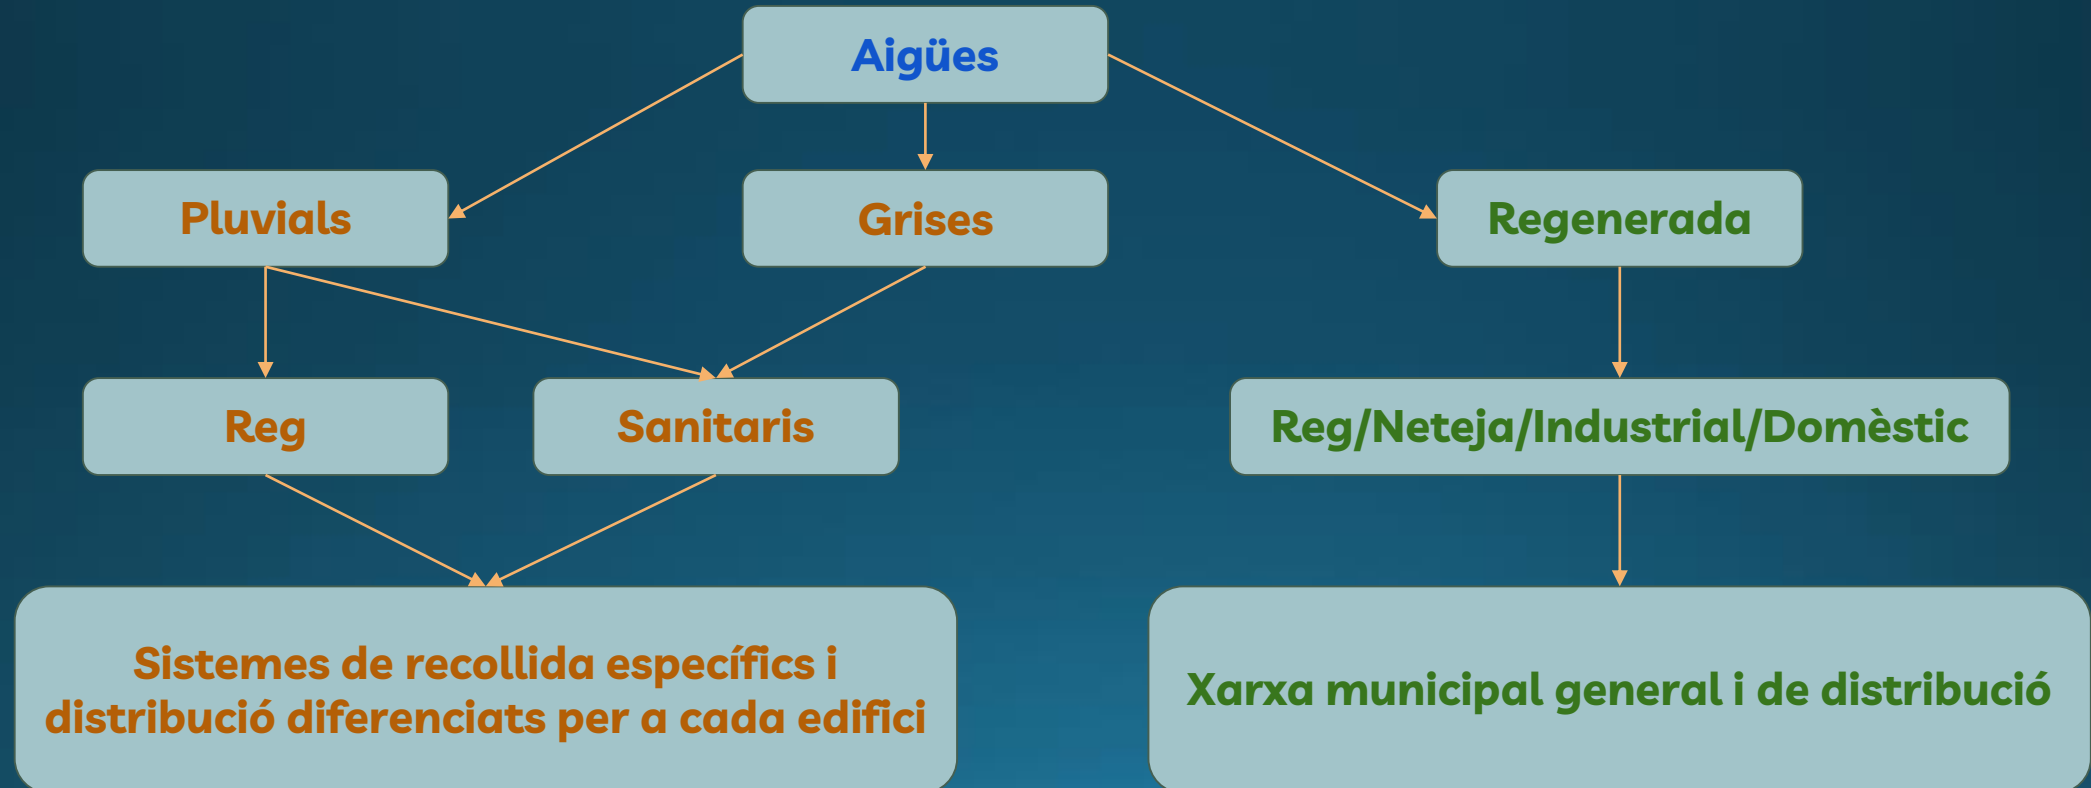 Aigües
Pluvials
Grises
Regenerada
Reg
Sanitaris
Reg/Neteja/Industrial/Domèstic
Sistemes de recollida específics i
distribució diferenciats per a cada edifici
Xarxa municipal general i de distribució